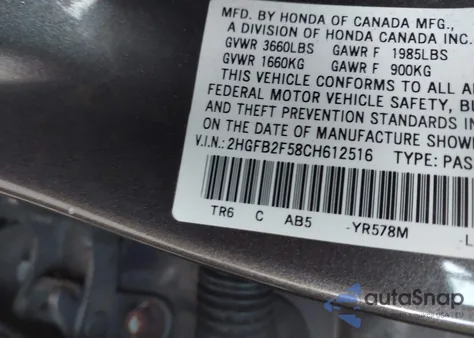 MFD. BY HONDA OF CANADA MFG.,
A DIVISION OF HONDA CANADA INC.
GVWR 3660LBS GAWR F 1985LBS
GVWR 1660KG GAWR F 900KG
THIS VEHICLE CONFORMS TO ALL A
FEDERAL MOTOR VEHICLE SAFETY, B
AND THEFT PREVENTION STANDARDS IN
ON THE DATE OF MANUFACTURE SHOW
V.I.N.: 2HGFB2F58CH612516 TYPE: PAS
TR6 C AB5 -YR578M -L
autoSnap